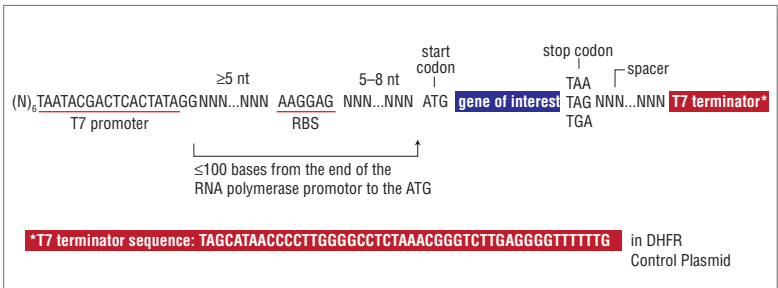 start
codon
stop codon
≥5 nt
5–8 nt
spacer
(N)6TAATACGACTCACTATAGGNNN...NNN AAGGAG NNN...NNN ATG gene of interest TAA TAG TGA NNN...NNN T7 terminator*
T7 promoter
RBS
≤100 bases from the end of the
RNA polymerase promotor to the ATG
*T7 terminator sequence: TAGCATAACCCCTTGGGGCCTCTAAACGGGTCTTGAGGGGTTTTTTG in DHFR
Control Plasmid